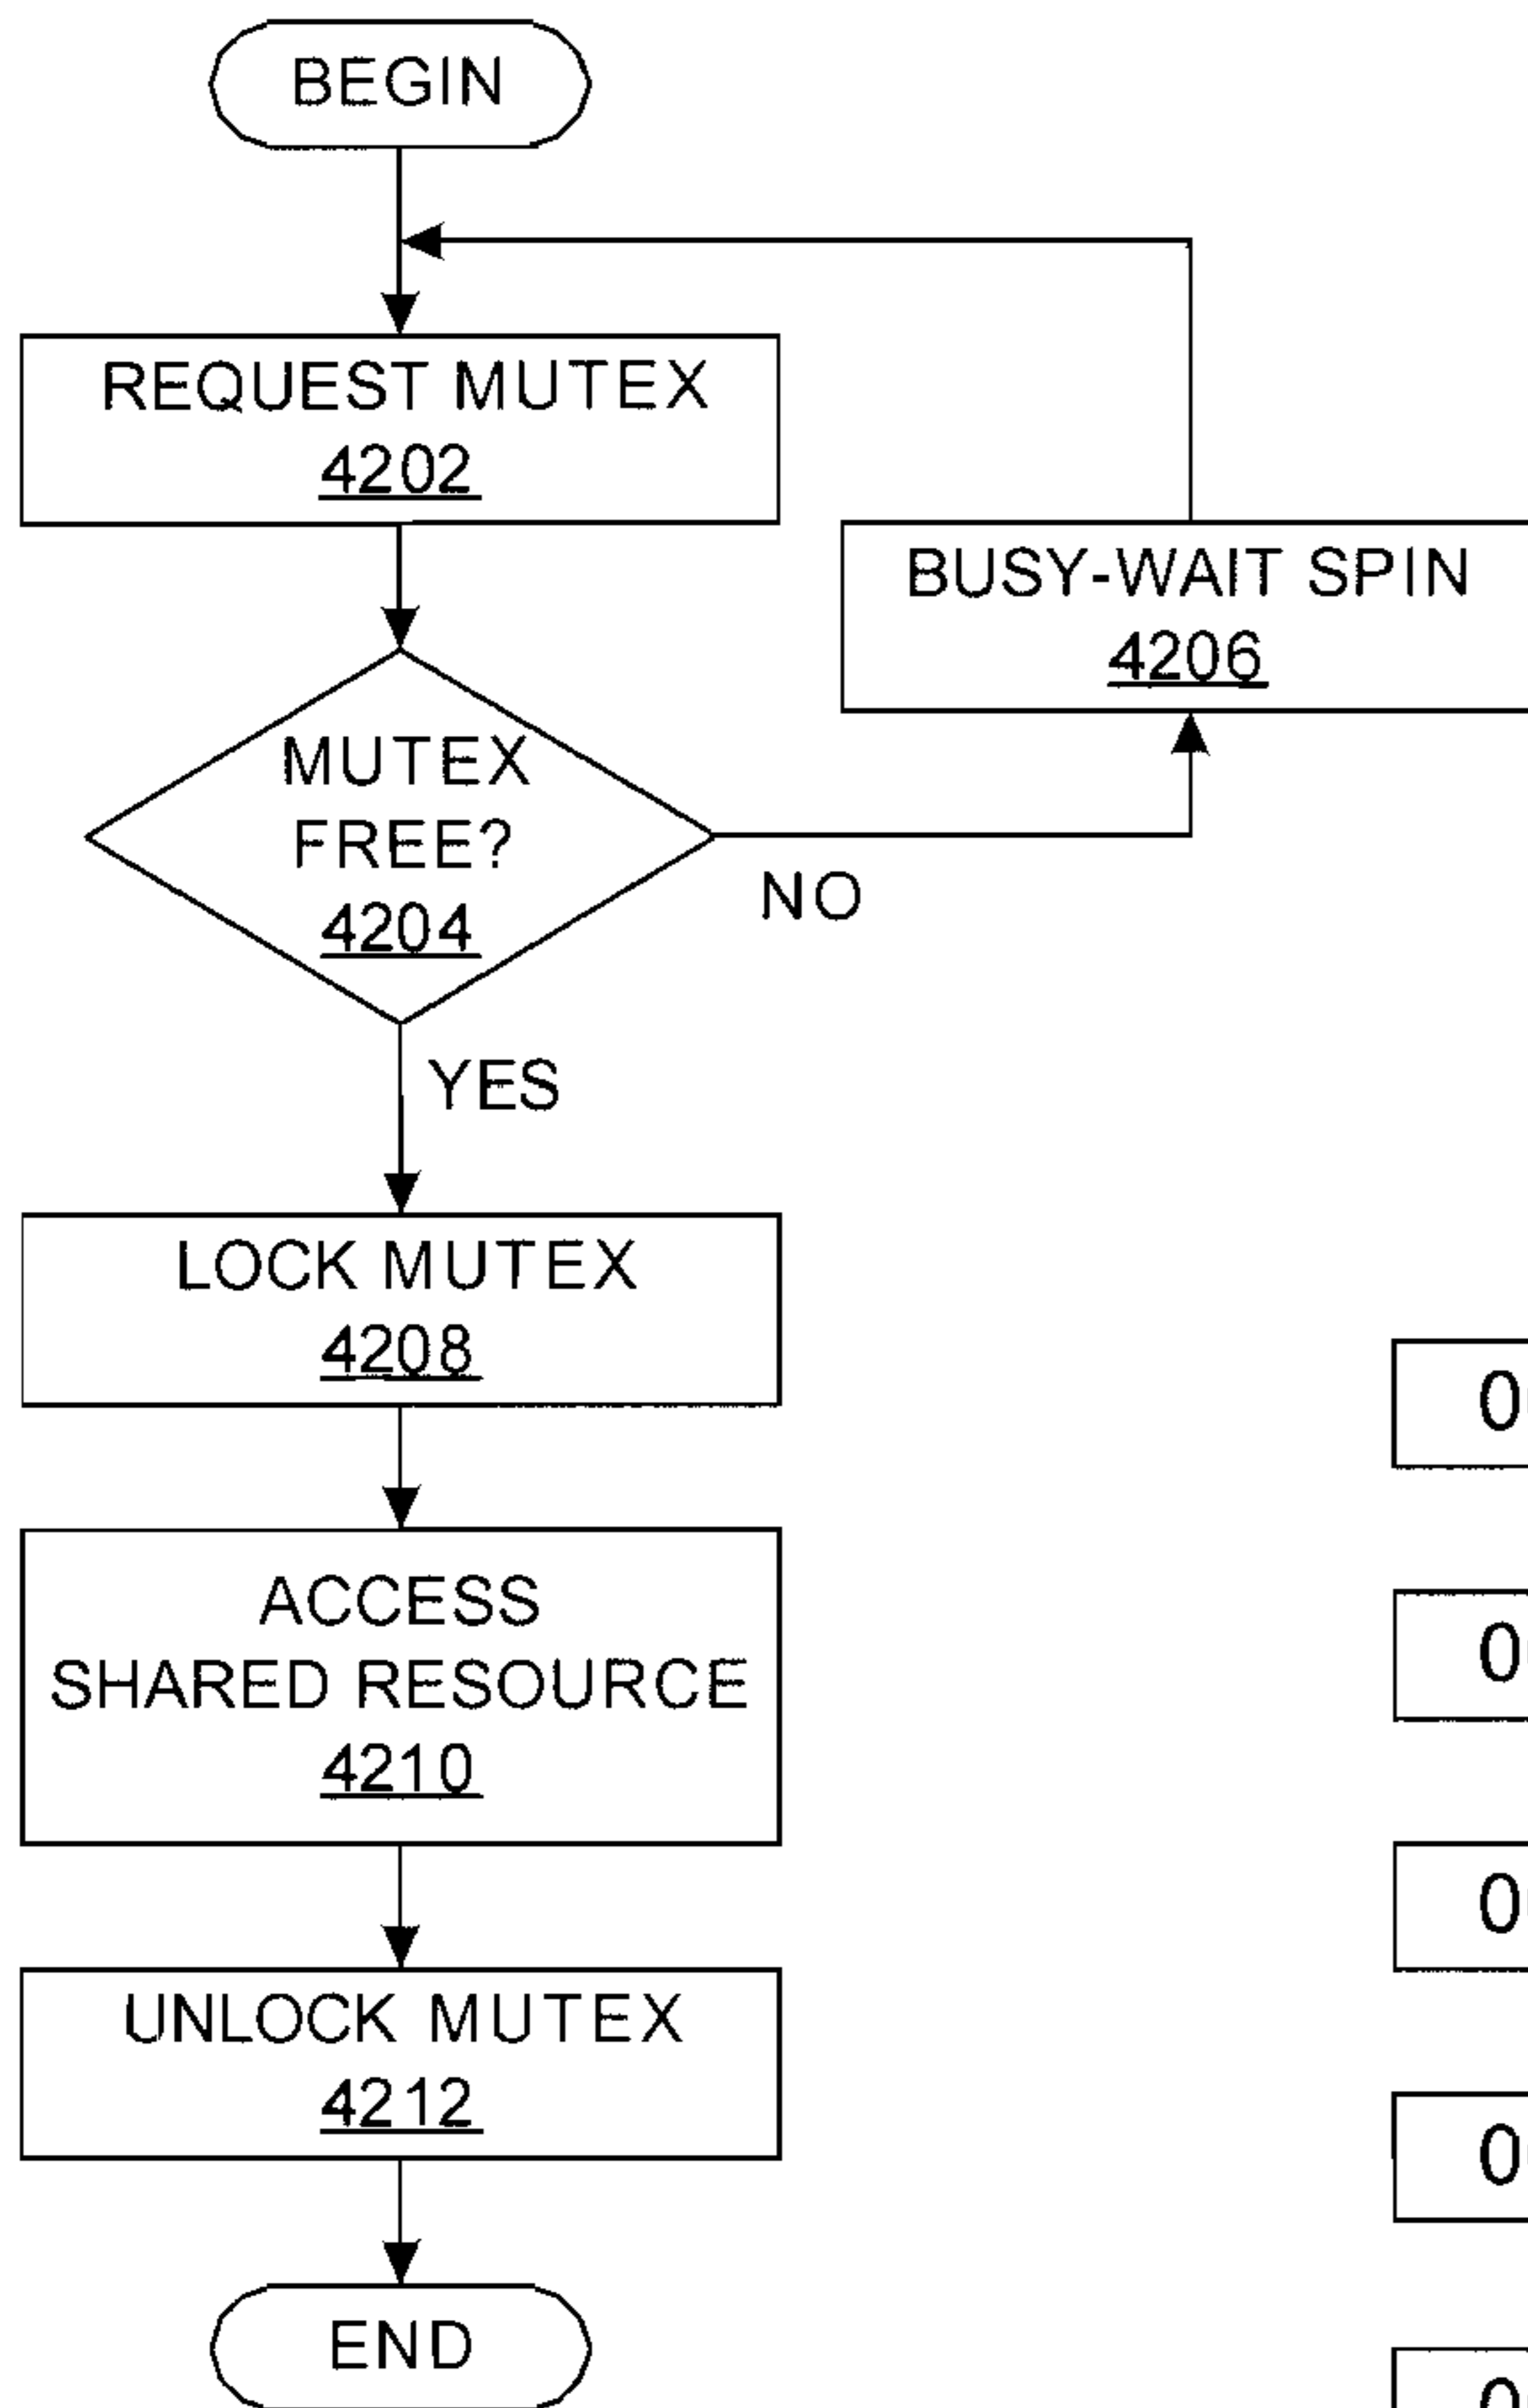 BEGIN
REQUEST MUTEX
4202
BUSY-WAIT SPIN
4206
MUTEX
FREE?
4204
NO
YES
LOCK MUTEX
4208
ACCESS
SHARED RESOURCE
4210
UNLOCK MUTEX
4212
END